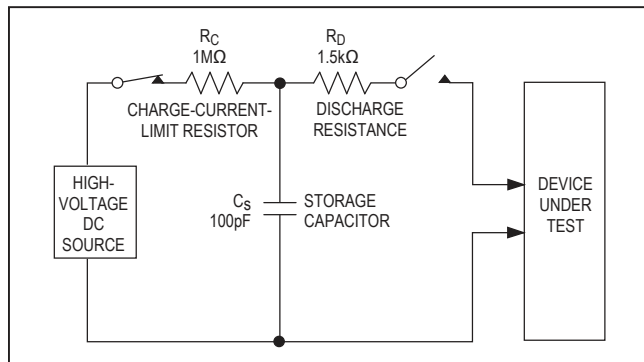 RC
1MΩ
CHARGE-CURRENT-
LIMIT RESISTOR
RD
1.5kΩ
DISCHARGE
RESISTANCE
HIGH-
VOLTAGE
DC
SOURCE
Cs
100pF
STORAGE
CAPACITOR
DEVICE
UNDER
TEST